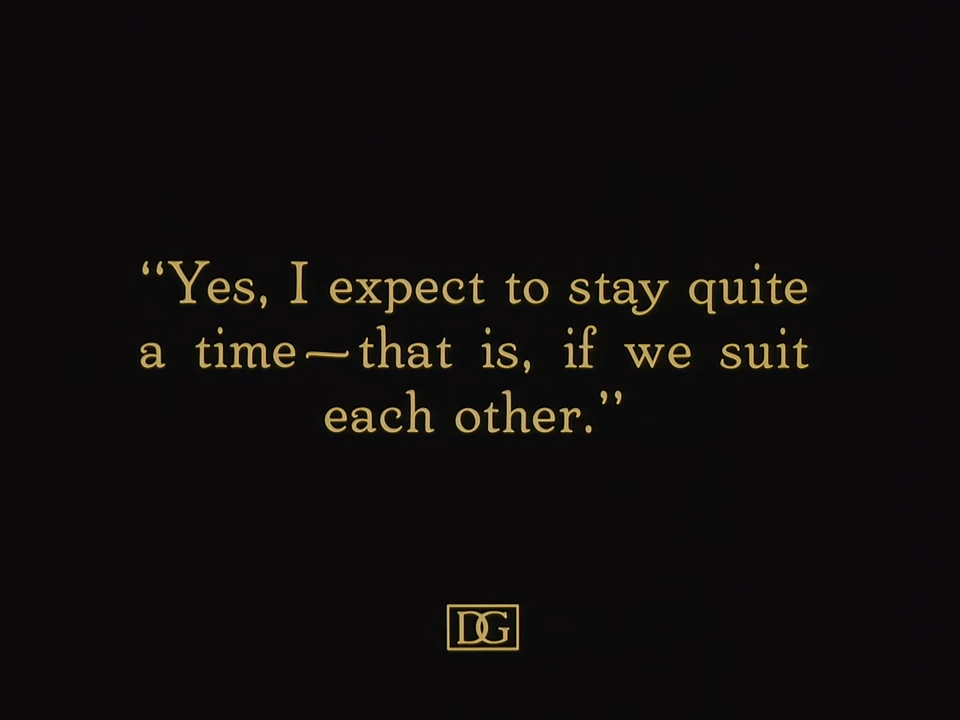 “Yes, I expect to stay quite
a time—that is, if we suit
each other.”
DG